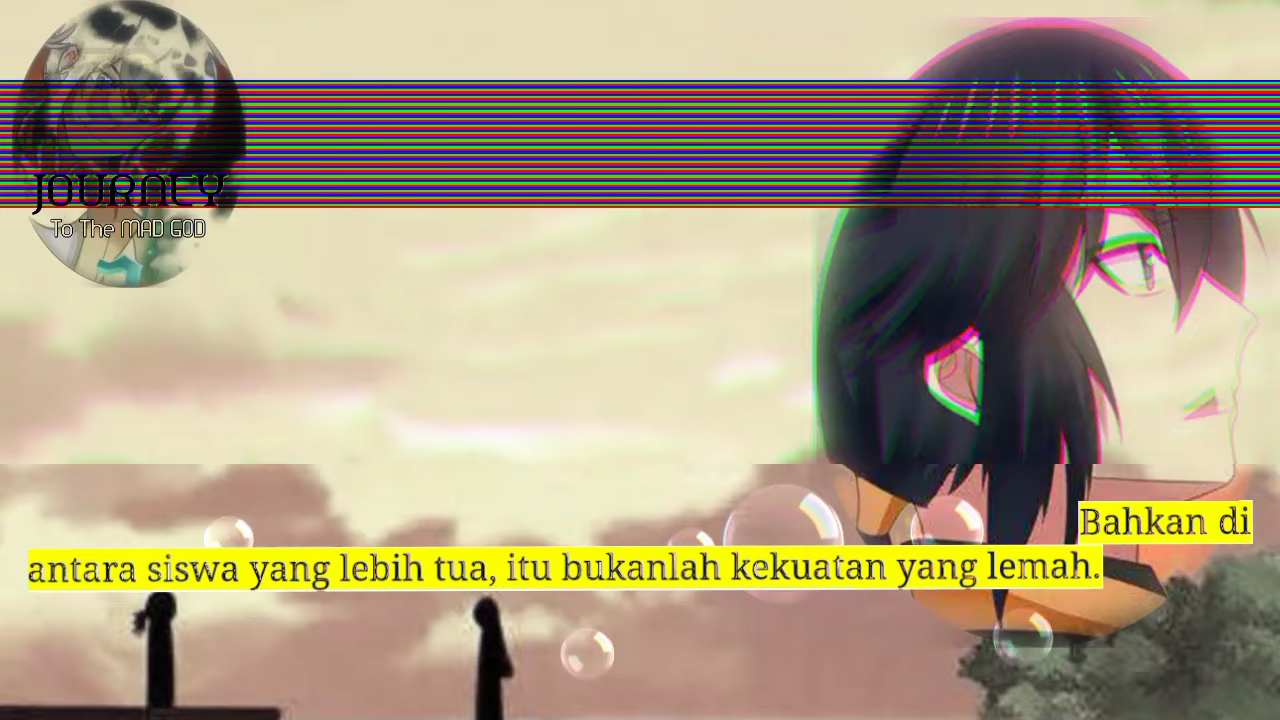 JOURNEY
To The MAD GOD
Bahkan di
antara siswa yang lebih tua, itu bukanlah kekuatan yang lemah.